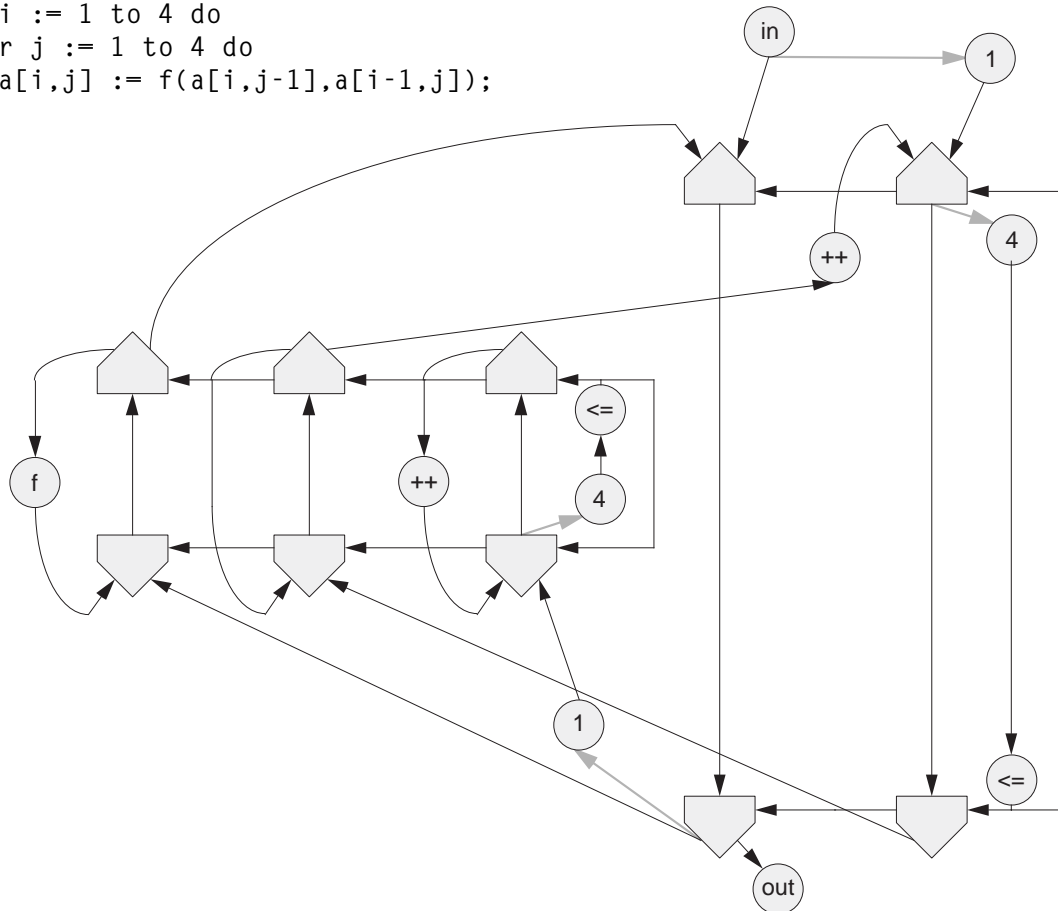 i := 1 to 4 do
r j := 1 to 4 do
a[i,j] := f(a[i,j-1],a[i-1,j]);
in
1
4
++
<=
f
++
4
1
<=
out